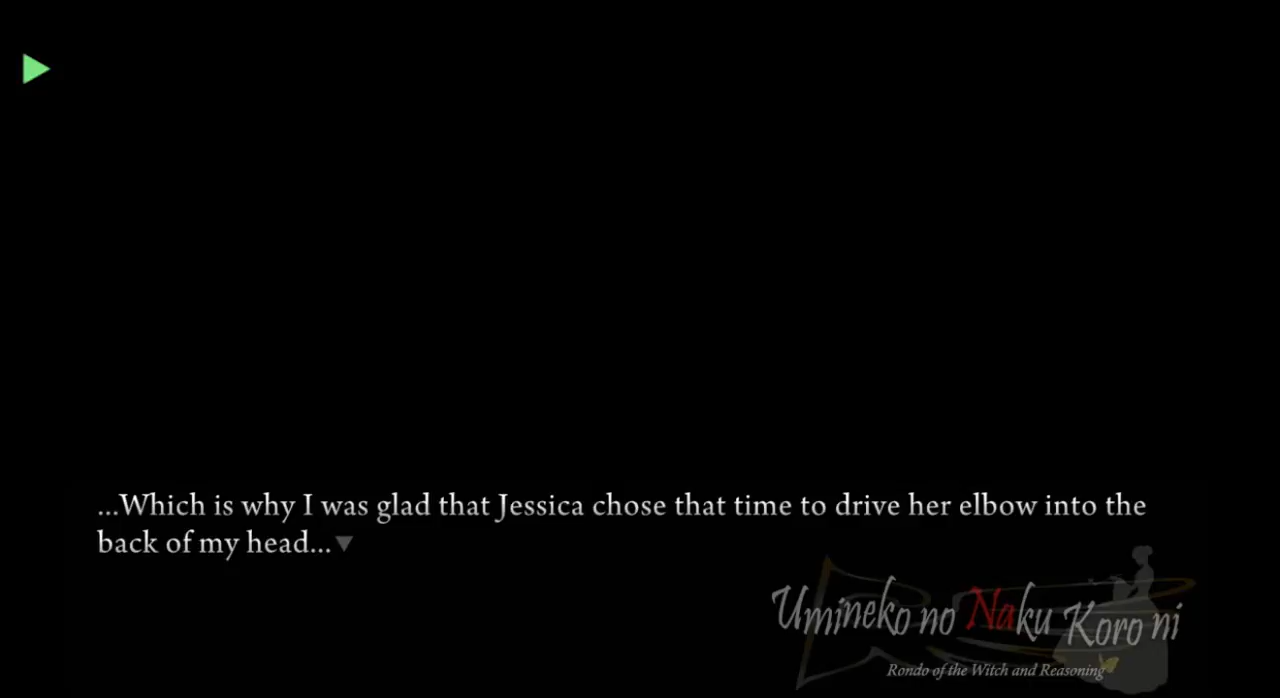 ...Which is why I was glad that Jessica chose that time to drive her elbow into the
back of my head...
Umineko no Naku Koro ni
Rondo of the Witch and Reasoning